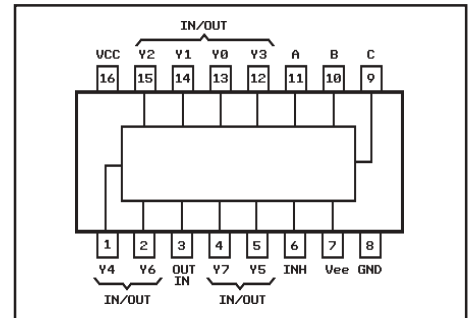 IN/OUT
VCC Y2 Y1 Y0 Y3 A B C
16 15 14 13 12 11 10 9
1 2 3 4 5 6 7 8
Y4 Y6 OUT Y7 Y5 INH Vee GND
IN
IN/OUT IN/OUT